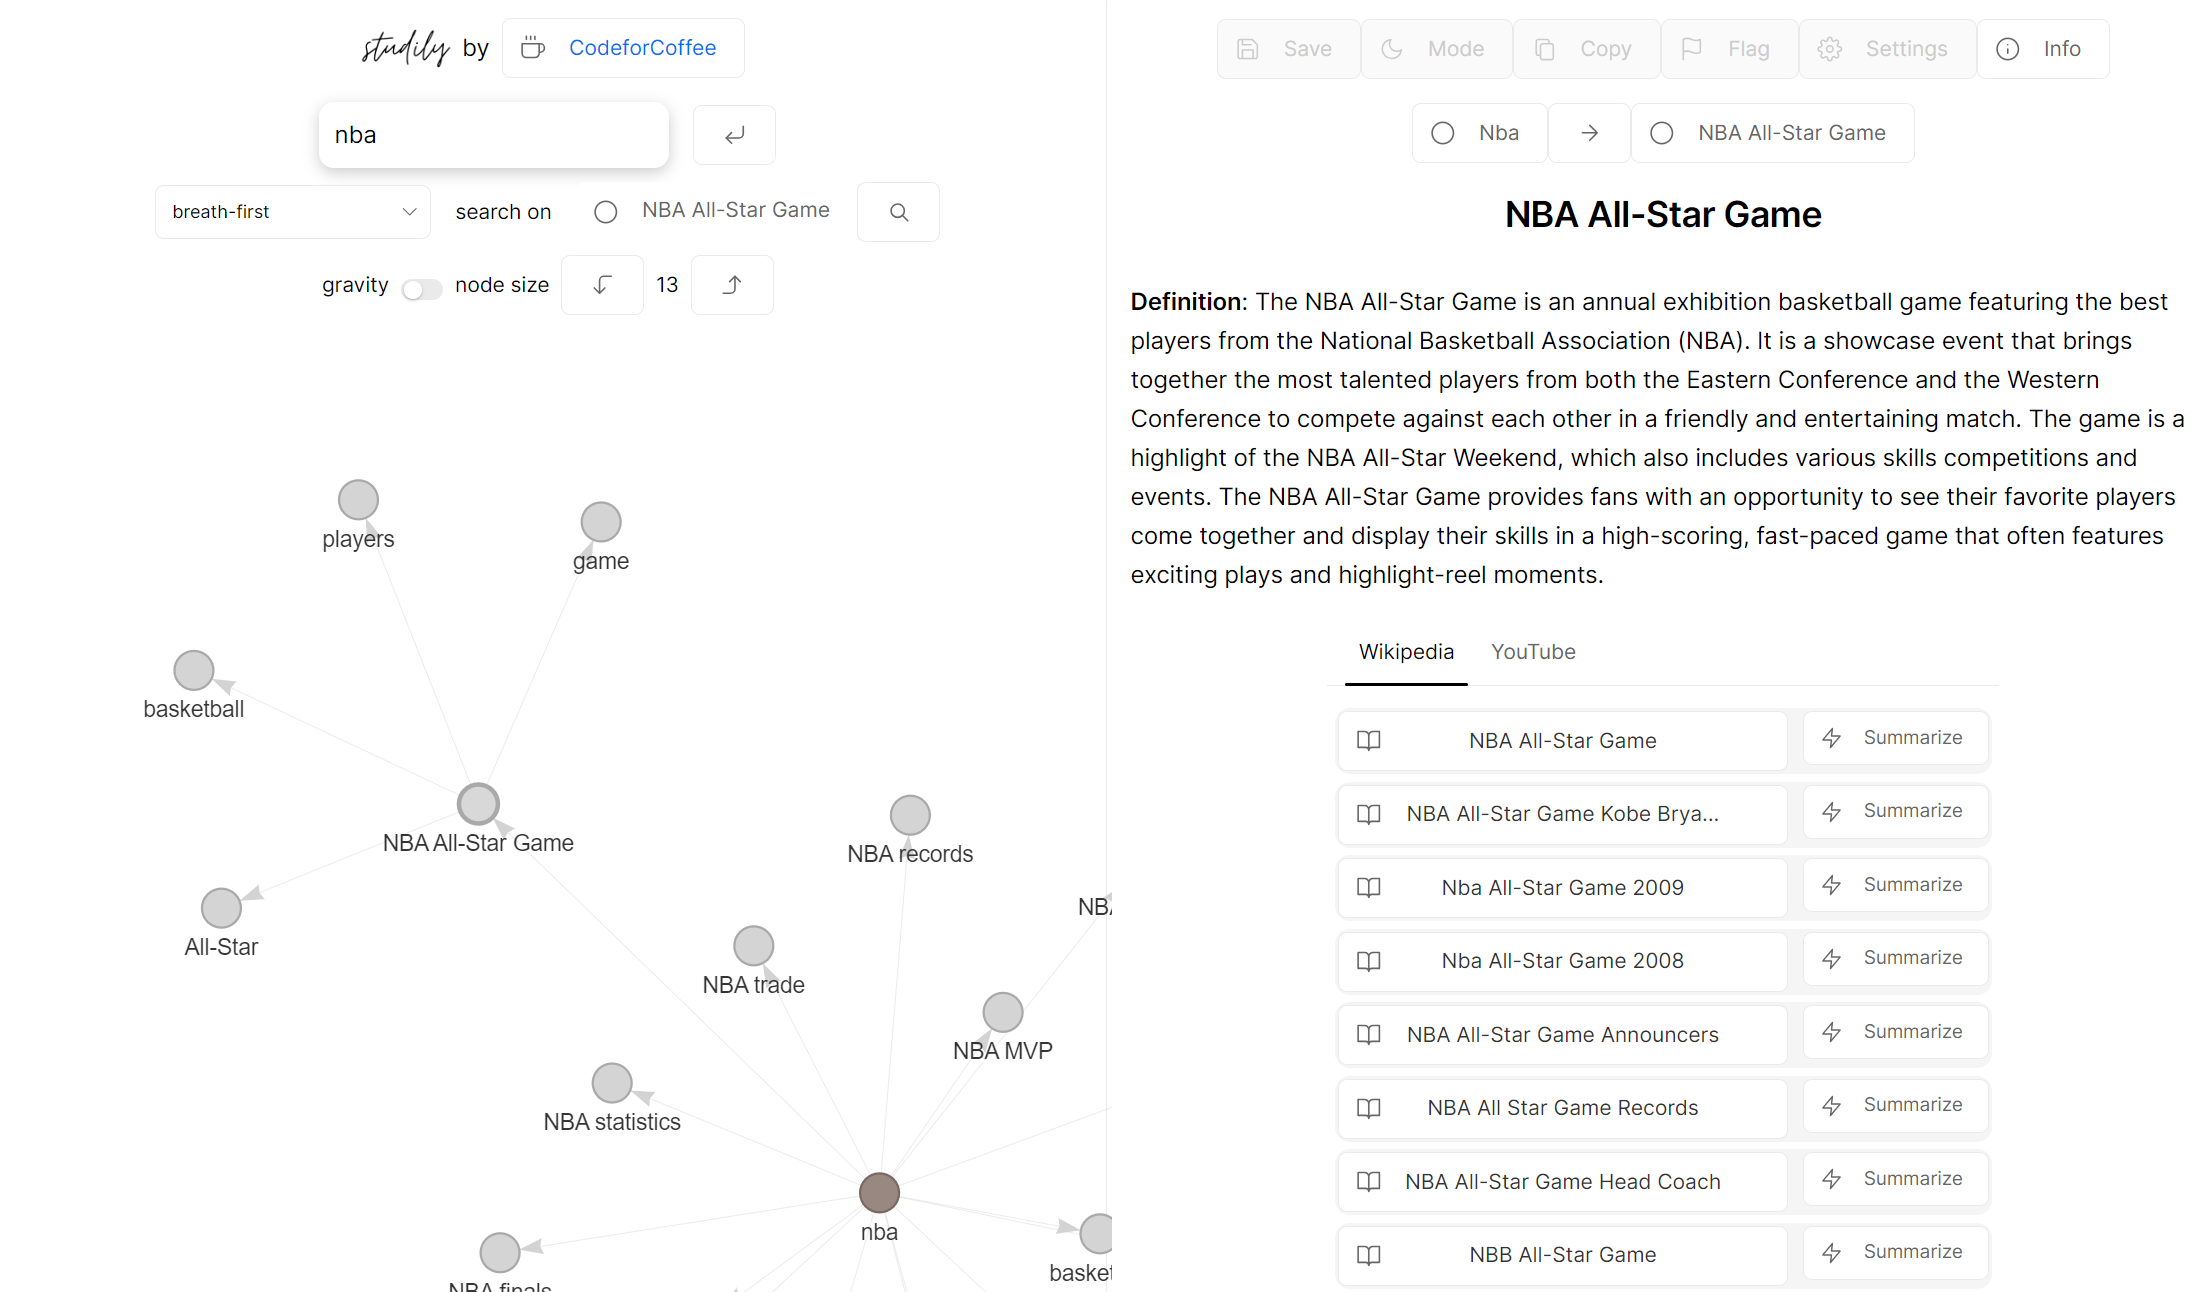 studily by CodeforCoffee
nba
breath-first search on NBA All-Star Game
gravity node size 13
players
game
basketball
NBA All-Star Game
NBA records
All-Star
NBA trade
NBA MVP
NBA statistics
nba
NBA finals
Save Mode Copy Flag Settings Info
Nba → NBA All-Star Game
NBA All-Star Game
Definition: The NBA All-Star Game is an annual exhibition basketball game featuring the best
players from the National Basketball Association (NBA). It is a showcase event that brings
together the most talented players from both the Eastern Conference and the Western
Conference to compete against each other in a friendly and entertaining match. The game is a
highlight of the NBA All-Star Weekend, which also includes various skills competitions and
events. The NBA All-Star Game provides fans with an opportunity to see their favorite players
come together and display their skills in a high-scoring, fast-paced game that often features
exciting plays and highlight-reel moments.
Wikipedia YouTube
NBA All-Star Game Summarize
NBA All-Star Game Kobe Brya... Summarize
Nba All-Star Game 2009 Summarize
Nba All-Star Game 2008 Summarize
NBA All-Star Game Announcers Summarize
NBA All Star Game Records Summarize
NBA All-Star Game Head Coach Summarize
NBB All-Star Game Summarize